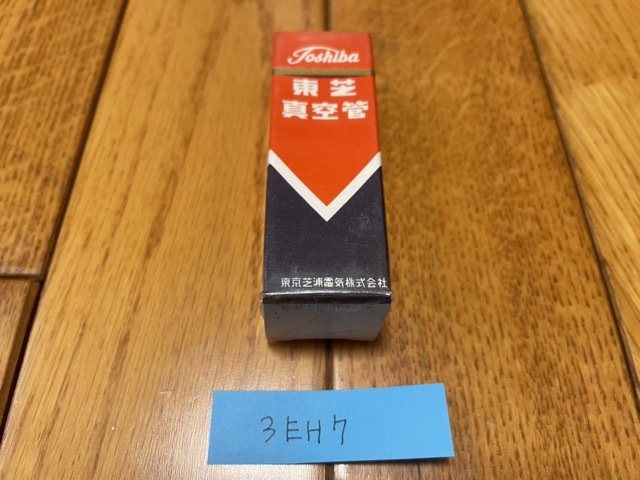 Toshiba
東芝
真空管
東京芝浦電気株式会社
3EH7